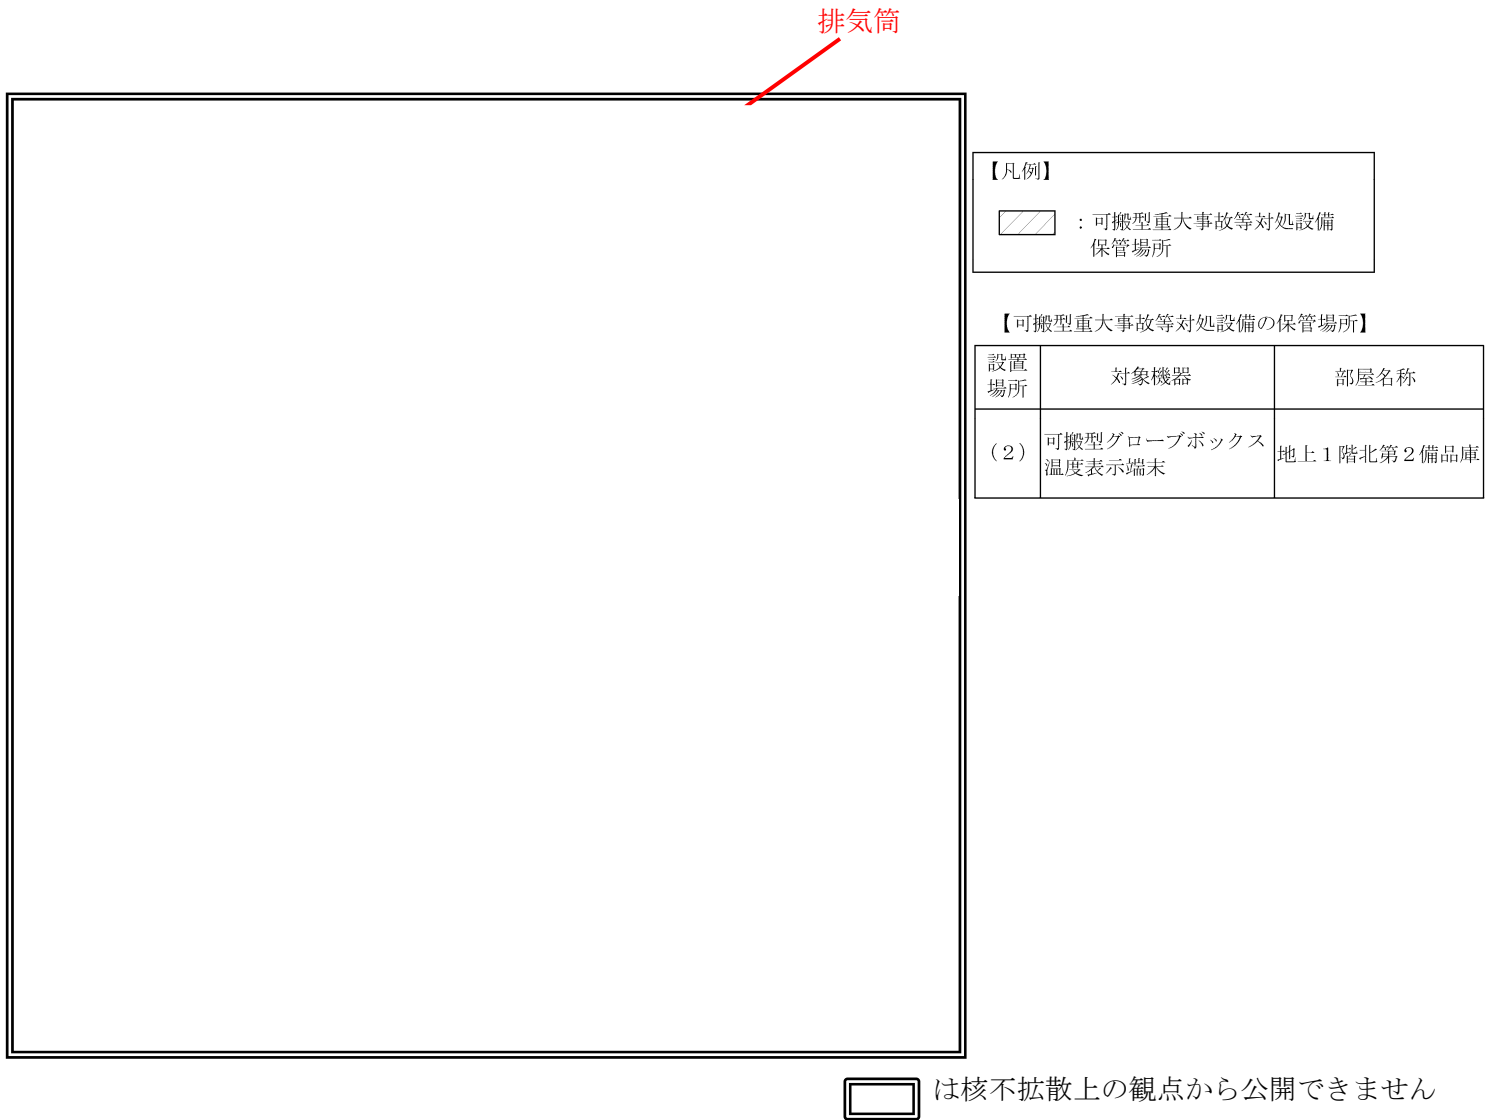 排気筒
【凡例】
：可搬型重大事故等対処設備
保管場所
【可搬型重大事故等対処設備の保管場所】
設置
場所
対象機器
部屋名称
（２）
可搬型グローブボックス
温度表示端末
地上１階北第２備品庫
は核不拡散上の観点から公開できません